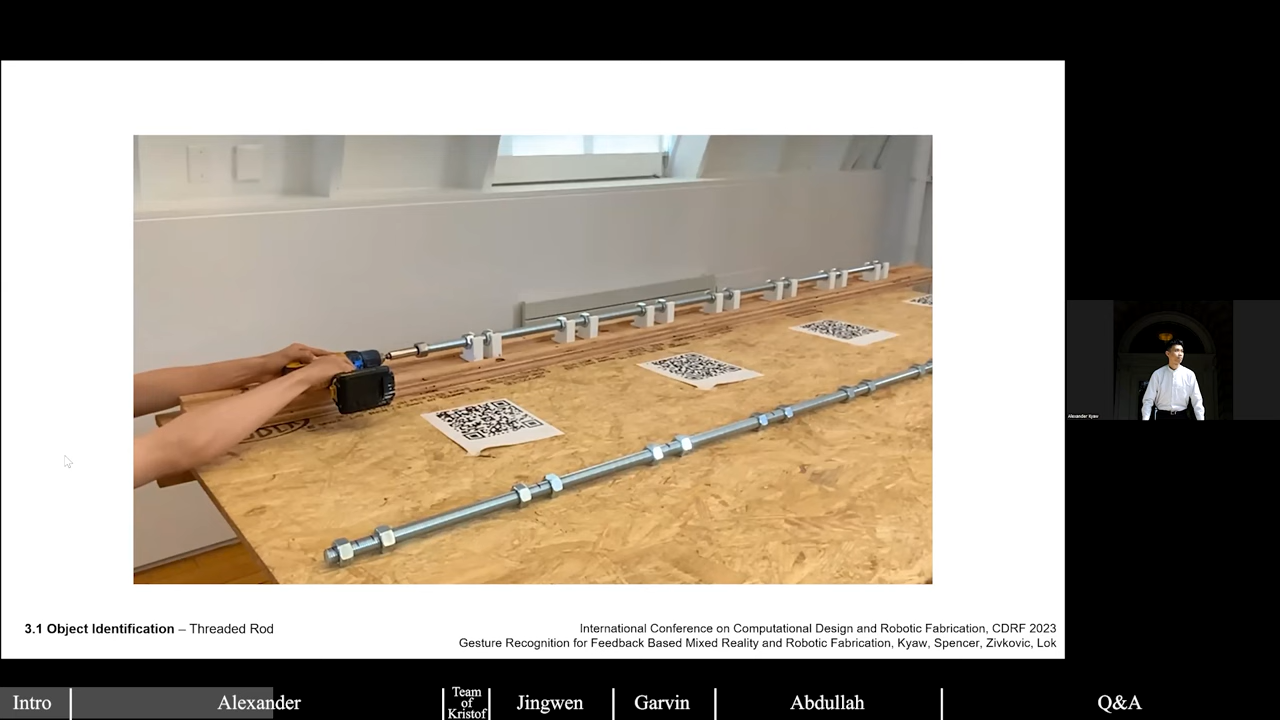 3.1 Object Identification – Threaded Rod
International Conference on Computational Design and Robotic Fabrication, CDRF 2023
Gesture Recognition for Feedback Based Mixed Reality and Robotic Fabrication, Kyaw, Spencer, Zivkovic, Lok
Alexander Kyaw
Intro
Alexander
Team
of
Kristof
Jingwen
Garvin
Abdullah
Q&A